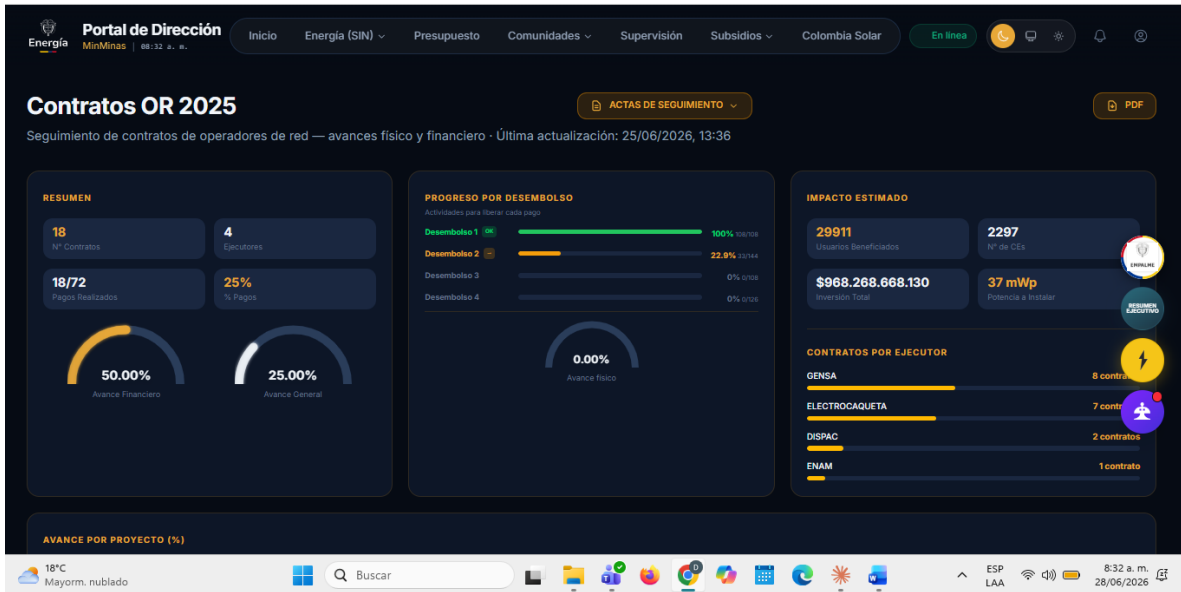 Energía
Portal de Dirección
MinMinas | 08:32 a. m.
Inicio
Energía (SIN)
Presupuesto
Comunidades
Supervisión
Subsidios
Colombia Solar
En línea
Contratos OR 2025
ACTAS DE SEGUIMIENTO
PDF
Seguimiento de contratos de operadores de red — avances físico y financiero · Última actualización: 25/06/2026, 13:36
RESUMEN
18
N° Contratos
4
Ejecutores
18/72
Pagos Realizados
25%
% Pagos
50.00%
Avance Financiero
25.00%
Avance General
PROGRESO POR DESEMBOLSO
Actividades para liberar cada pago
Desembolso 1 OK 100% 108/108
Desembolso 2 – 22.9% 33/144
Desembolso 3 0% 0/108
Desembolso 4 0% 0/126
0.00%
Avance físico
IMPACTO ESTIMADO
29911
Usuarios Beneficiados
2297
N° de CEs
$968.268.668.130
Inversión Total
37 mWp
Potencia a Instalar
EMPALME
RESUMEN
EJECUTIVO
CONTRATOS POR EJECUTOR
GENSA 8 contra
ELECTROCAQUETA 7 contr
DISPAC 2 contratos
ENAM 1 contrato
AVANCE POR PROYECTO (%)
18°C
Mayorm. nublado
Buscar
ESP
LAA
8:32 a. m.
28/06/2026